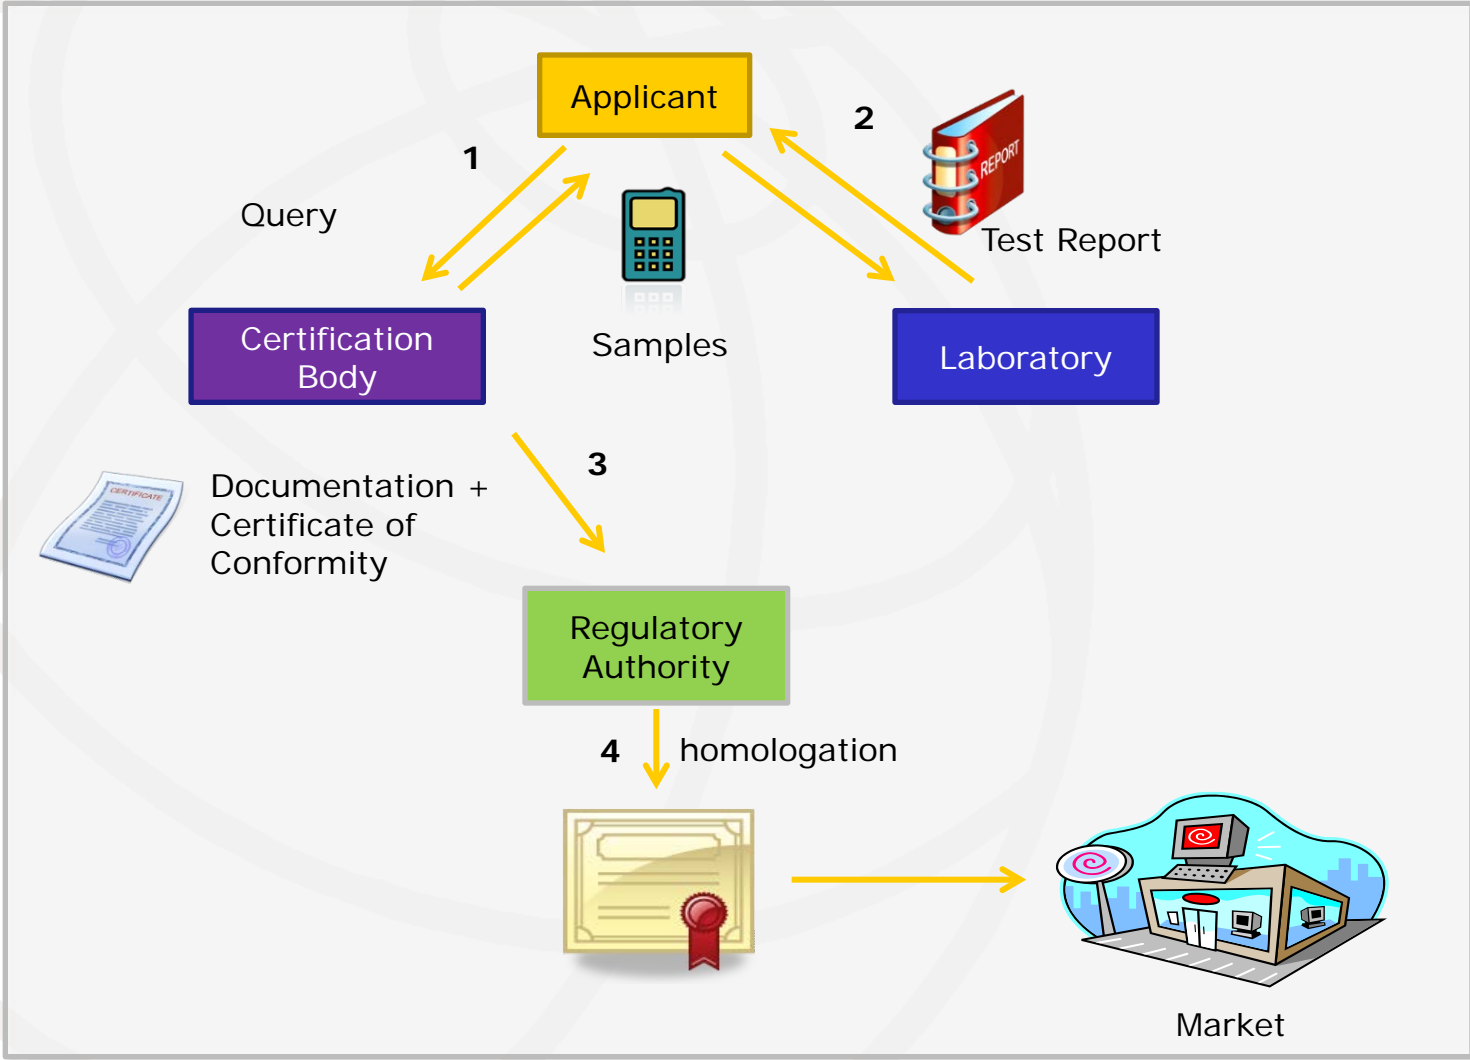 Applicant
1
2
REPORT
Query
Test Report
Certification
Body
Samples
Laboratory
3
CERTIFICATE
Documentation +
Certificate of
Conformity
Regulatory
Authority
4
homologation
Market